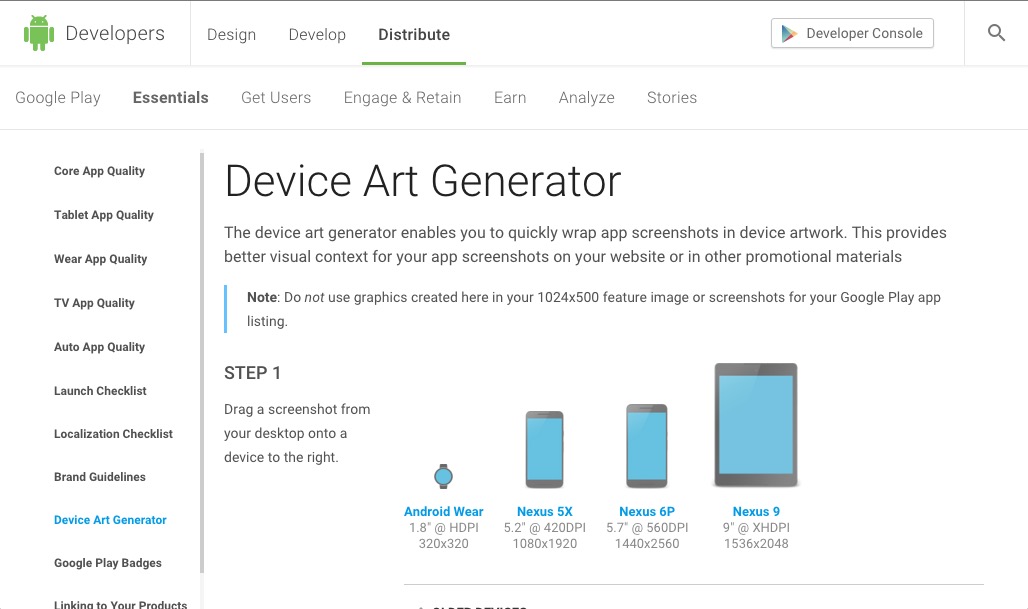 Developers
Design
Develop
Distribute
Developer Console
Google Play
Essentials
Get Users
Engage & Retain
Earn
Analyze
Stories
Core App Quality
Tablet App Quality
Wear App Quality
TV App Quality
Auto App Quality
Launch Checklist
Localization Checklist
Brand Guidelines
Device Art Generator
Google Play Badges
Linking to Your Products
Device Art Generator
The device art generator enables you to quickly wrap app screenshots in device artwork. This provides
better visual context for your app screenshots on your website or in other promotional materials
Note: Do not use graphics created here in your 1024x500 feature image or screenshots for your Google Play app
listing.
STEP 1
Drag a screenshot from
your desktop onto a
device to the right.
Android Wear
1.8" @ HDPI
320x320
Nexus 5X
5.2" @ 420DPI
1080x1920
Nexus 6P
5.7" @ 560DPI
1440x2560
Nexus 9
9" @ XHDPI
1536x2048
OLDER DEVICES